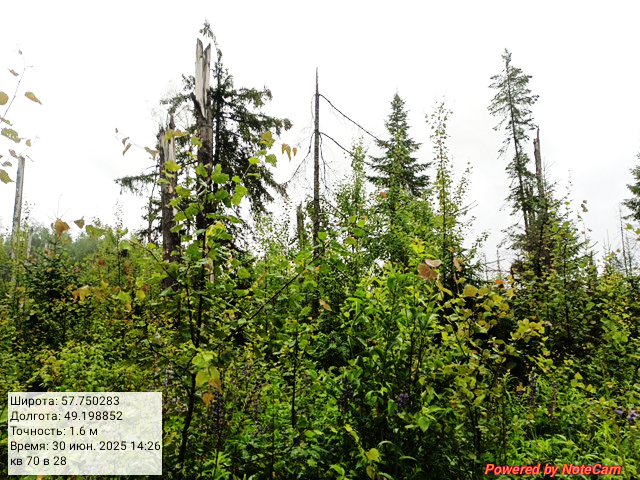 Широта: 57.750283
Долгота: 49.198852
Точность: 1.6 м
Время: 30 июн. 2025 14:26
кв 70 в 28
Powered by NoteCam